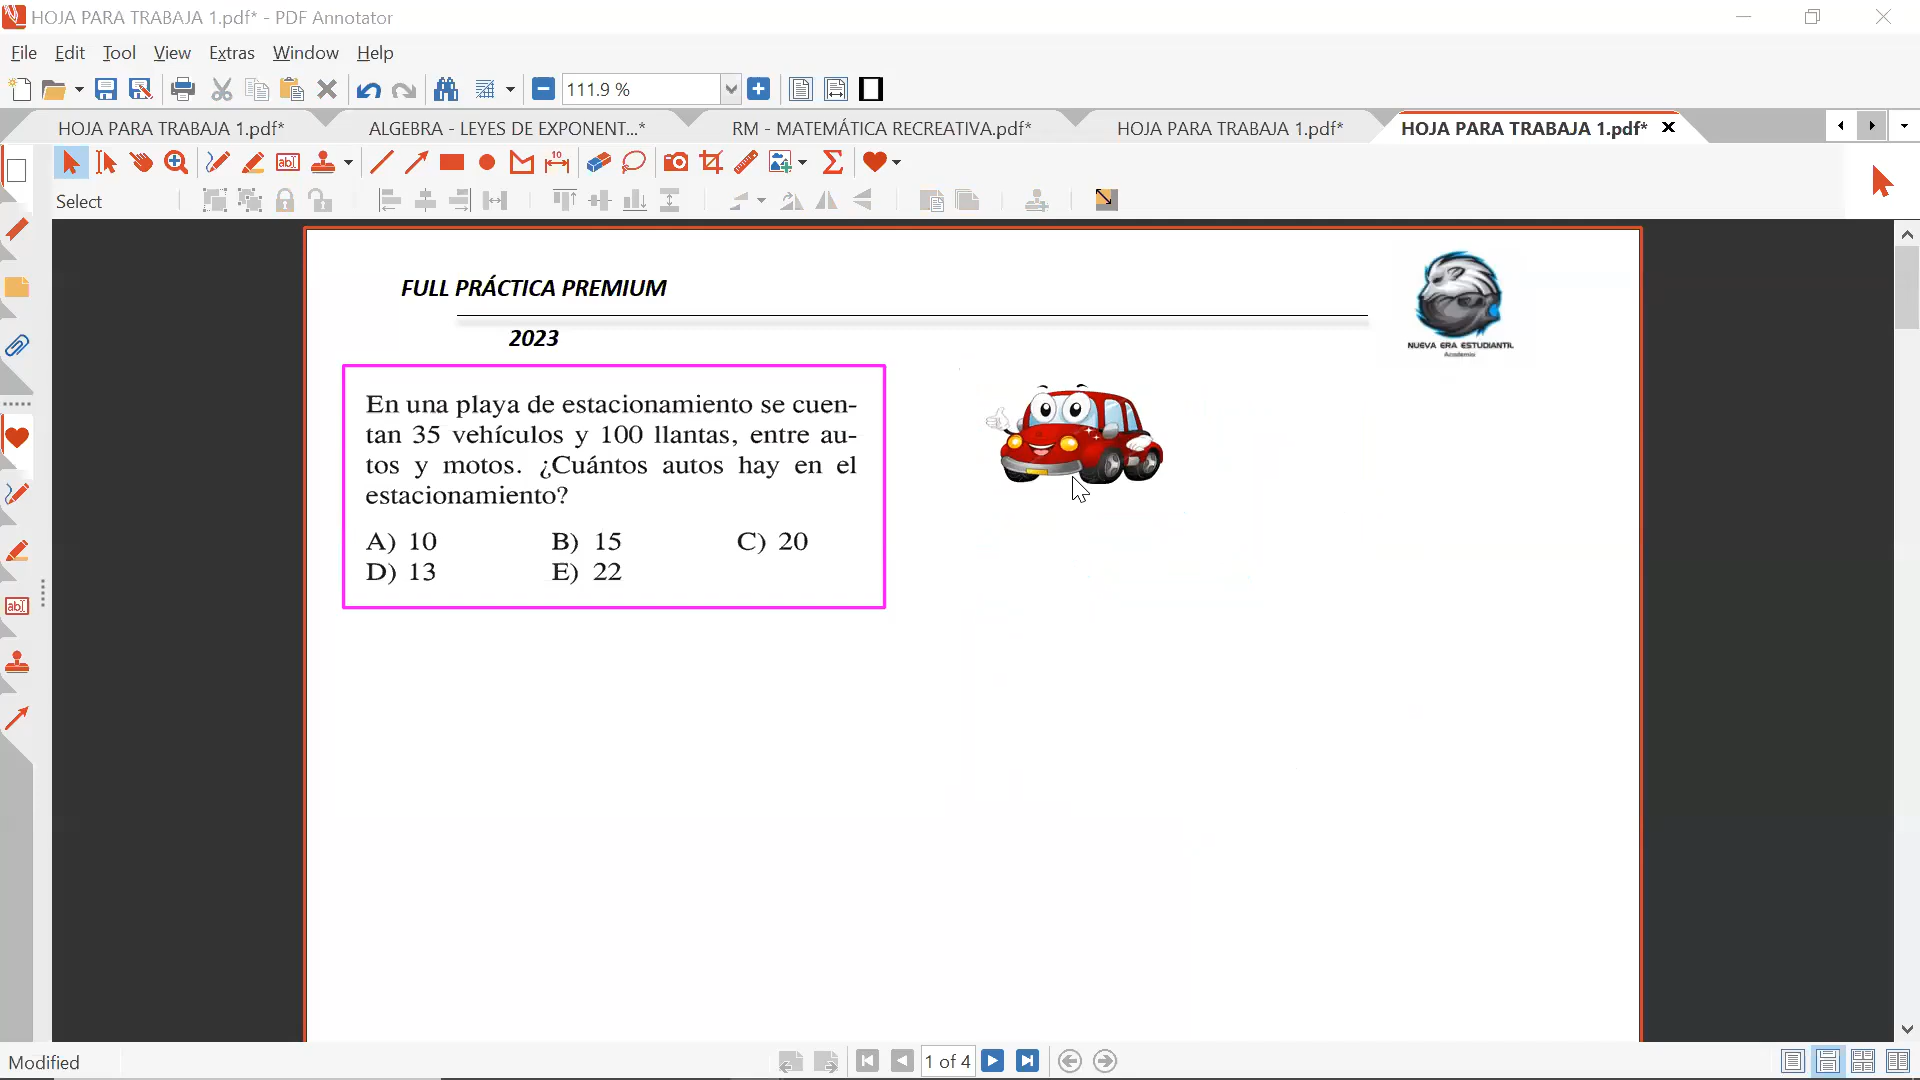 HOJA PARA TRABAJA 1.pdf* - PDF Annotator
File Edit Tool View Extras Window Help
111.9 %
HOJA PARA TRABAJA 1.pdf* ALGEBRA - LEYES DE EXPONENT...* RM - MATEMÁTICA RECREATIVA.pdf* HOJA PARA TRABAJA 1.pdf* HOJA PARA TRABAJA 1.pdf*
Select
FULL PRÁCTICA PREMIUM
2023
NUEVA ERA ESTUDIANTIL
Academia
En una playa de estacionamiento se cuen-
tan 35 vehículos y 100 llantas, entre au-
tos y motos. ¿Cuántos autos hay en el
estacionamiento?
A) 10 B) 15 C) 20
D) 13 E) 22
Modified
1 of 4